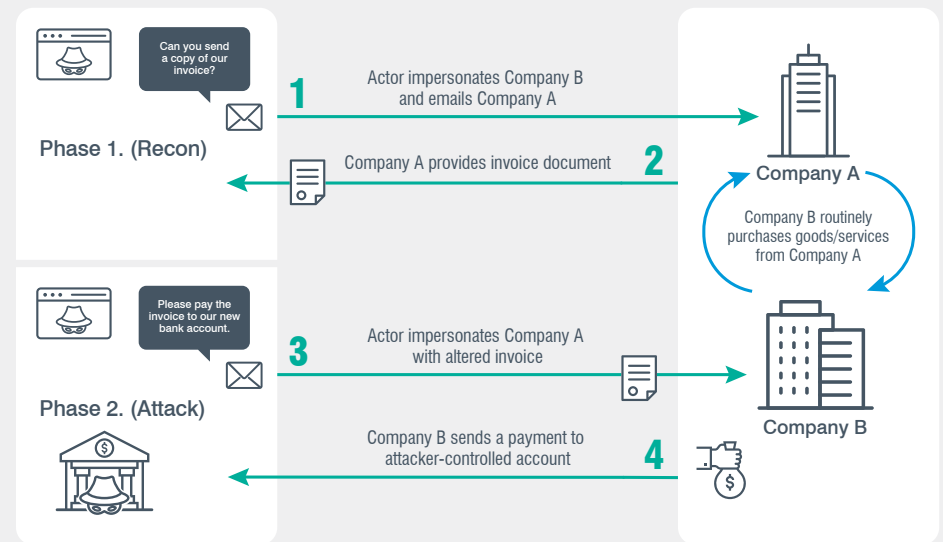 Can you send
a copy of our
invoice?
Phase 1. (Recon)
1
Actor impersonates Company B
and emails Company A
Company A provides invoice document
2
Company A
Company B routinely
purchases goods/services
from Company A
Please pay the
invoice to our new
bank account.
Phase 2. (Attack)
3
Actor impersonates Company A
with altered invoice
Company B
Company B sends a payment to
attacker-controlled account
4
$
$